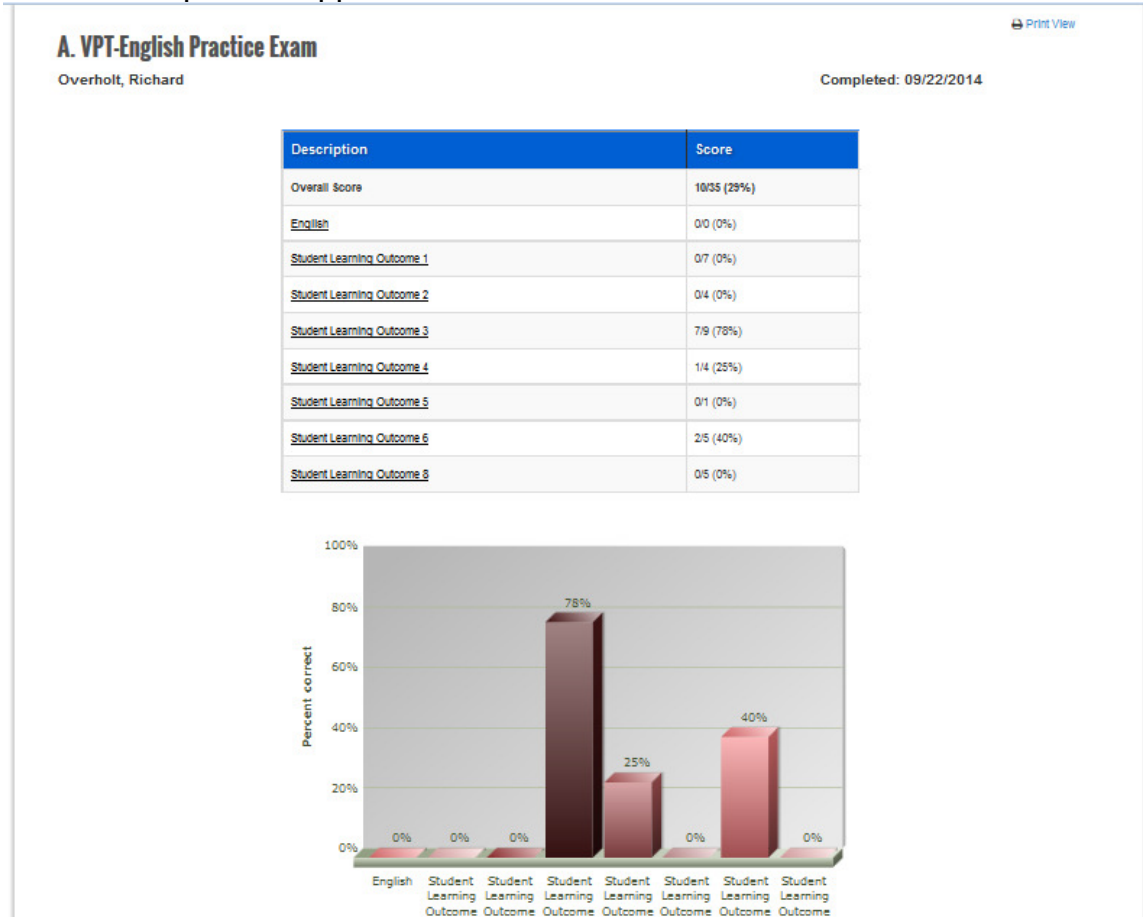 Print View
A. VPT-English Practice Exam
Overholt, Richard Completed: 09/22/2014
Description Score
Overall Score 10/35 (29%)
English 0/0 (0%)
Student Learning Outcome 1 0/7 (0%)
Student Learning Outcome 2 0/4 (0%)
Student Learning Outcome 3 7/9 (78%)
Student Learning Outcome 4 1/4 (25%)
Student Learning Outcome 5 0/1 (0%)
Student Learning Outcome 6 2/5 (40%)
Student Learning Outcome 8 0/5 (0%)
100%
80%
60%
40%
20%
0%
Percent correct
0% 0% 0% 78% 25% 0% 40% 0%
English Student Student Student Student Student Student Student
Learning Learning Learning Learning Learning Learning Learning
Outcome Outcome Outcome Outcome Outcome Outcome Outcome